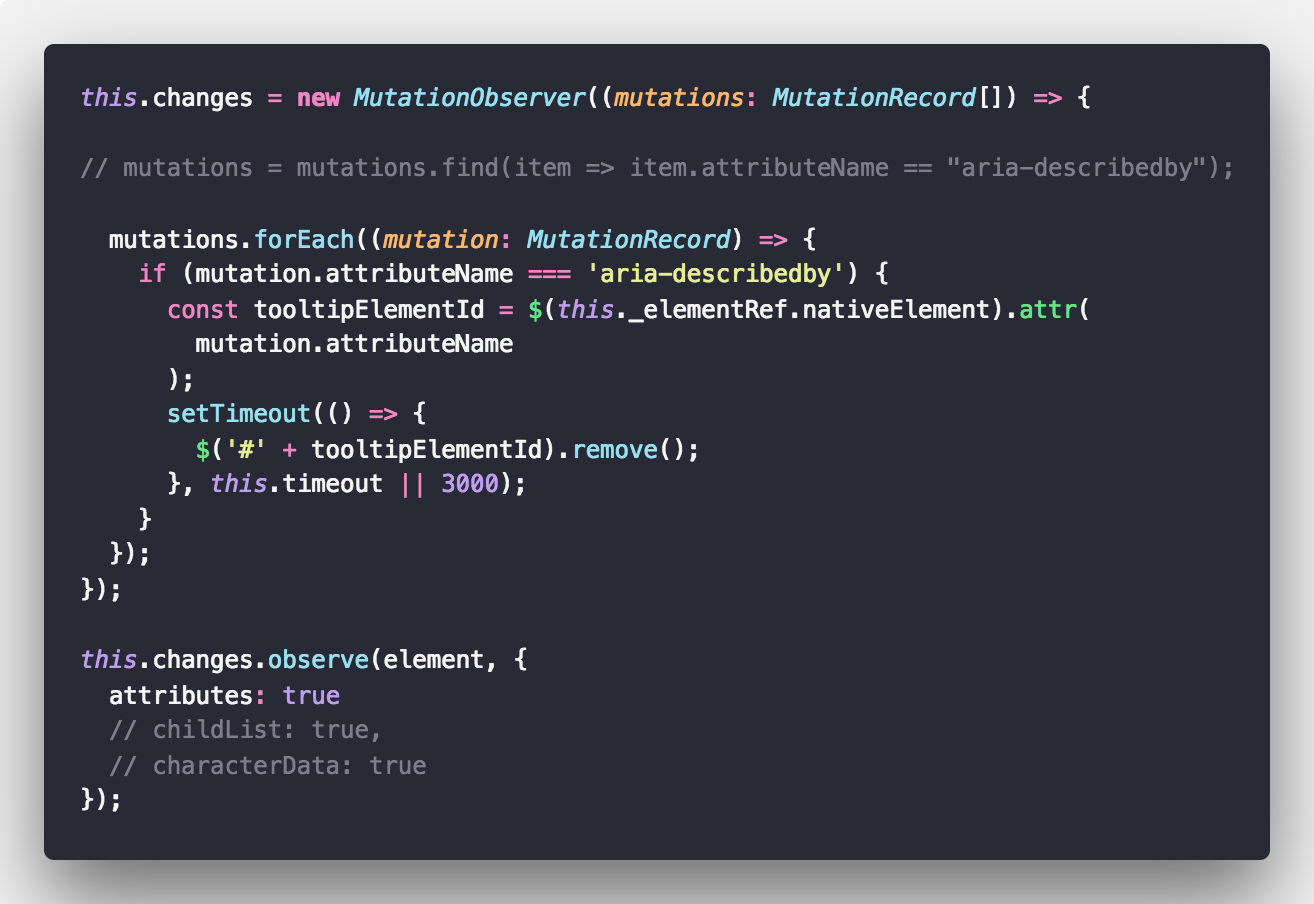 this.changes = new MutationObserver((mutations: MutationRecord[]) => {
// mutations = mutations.find(item => item.attributeName == "aria-describedby");
mutations.forEach((mutation: MutationRecord) => {
if (mutation.attributeName === 'aria-describedby') {
const tooltipElementId = $(this._elementRef.nativeElement).attr(
mutation.attributeName
);
setTimeout(() => {
$('#' + tooltipElementId).remove();
}, this.timeout || 3000);
}
});
});
this.changes.observe(element, {
attributes: true
// childList: true,
// characterData: true
});